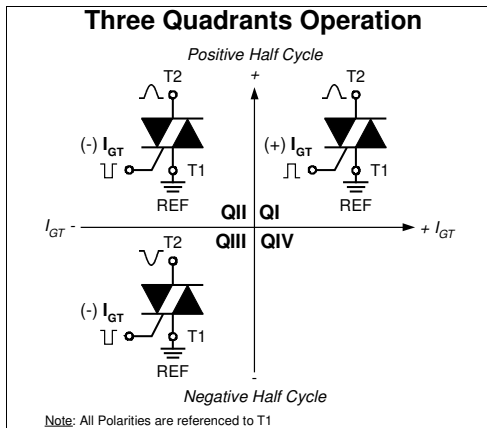 Three Quadrants Operation
Positive Half Cycle
T2
+
T2
(-) IGT
T1
(+) IGT
T1
REF
REF
QII QI
IGT -
+ IGT
QIII QIV
T2
(-) IGT
T1
REF
-
Negative Half Cycle
Note: All Polarities are referenced to T1